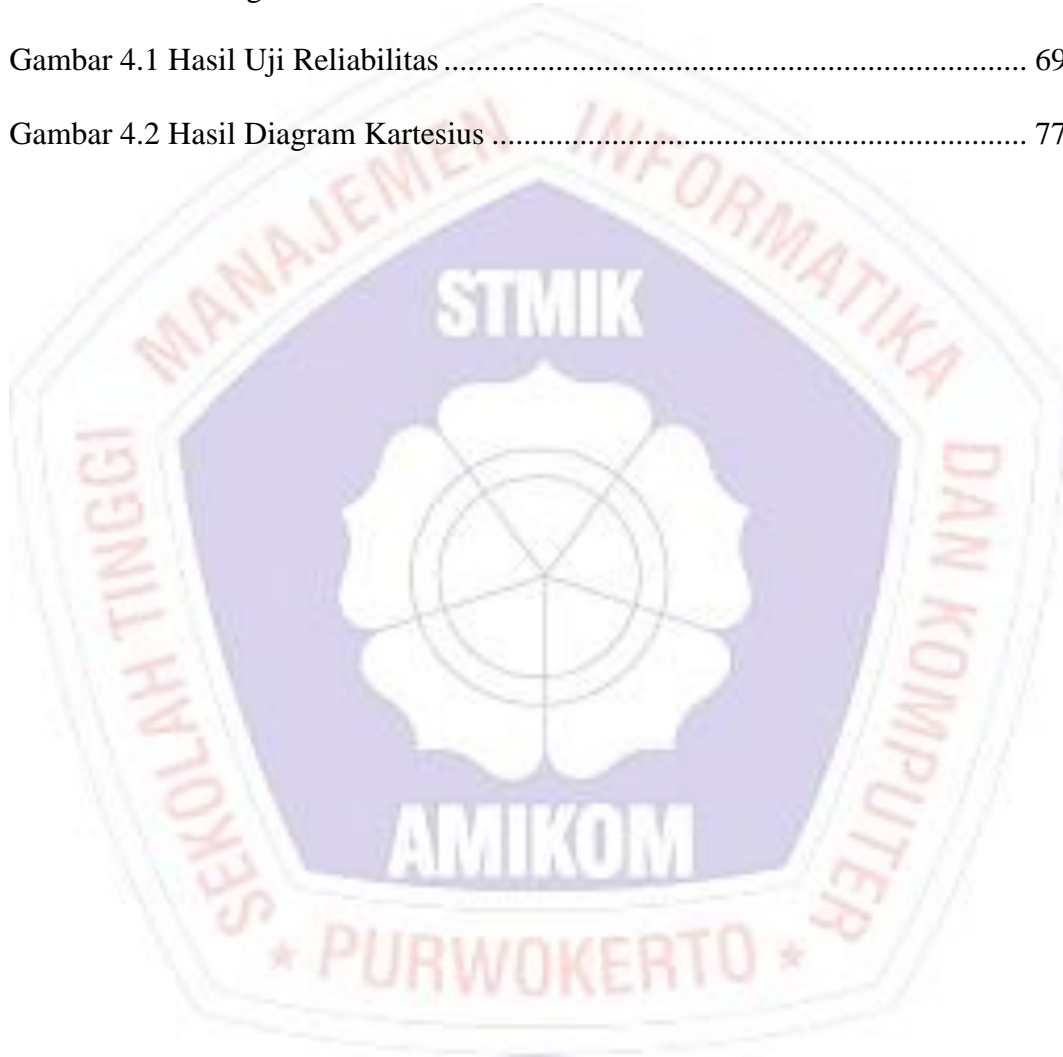 Gambar 4.1 Hasil Uji Reliabilitas ............................................................. 69
Gambar 4.2 Hasil Diagram Kartesius ........................................................ 77
SEKOLAH TINGGI MANAJEMEN INFORMATIKA DAN KOMPUTER
STMIK
AMIKOM
* PURWOKERTO *